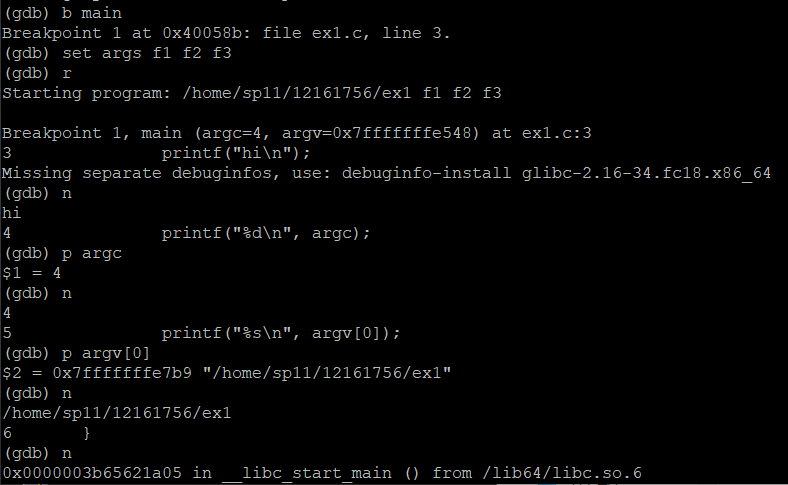 (gdb) b main
Breakpoint 1 at 0x40058b: file ex1.c, line 3.
(gdb) set args f1 f2 f3
(gdb) r
Starting program: /home/sp11/12161756/ex1 f1 f2 f3
Breakpoint 1, main (argc=4, argv=0x7fffffffe548) at ex1.c:3
3               printf("hi\n");
Missing separate debuginfos, use: debuginfo-install glibc-2.16-34.fc18.x86_64
(gdb) n
hi
4               printf("%d\n", argc);
(gdb) p argc
$1 = 4
(gdb) n
4
5               printf("%s\n", argv[0]);
(gdb) p argv[0]
$2 = 0x7fffffffe7b9 "/home/sp11/12161756/ex1"
(gdb) n
/home/sp11/12161756/ex1
6       }
(gdb) n
0x0000003b65621a05 in __libc_start_main () from /lib64/libc.so.6